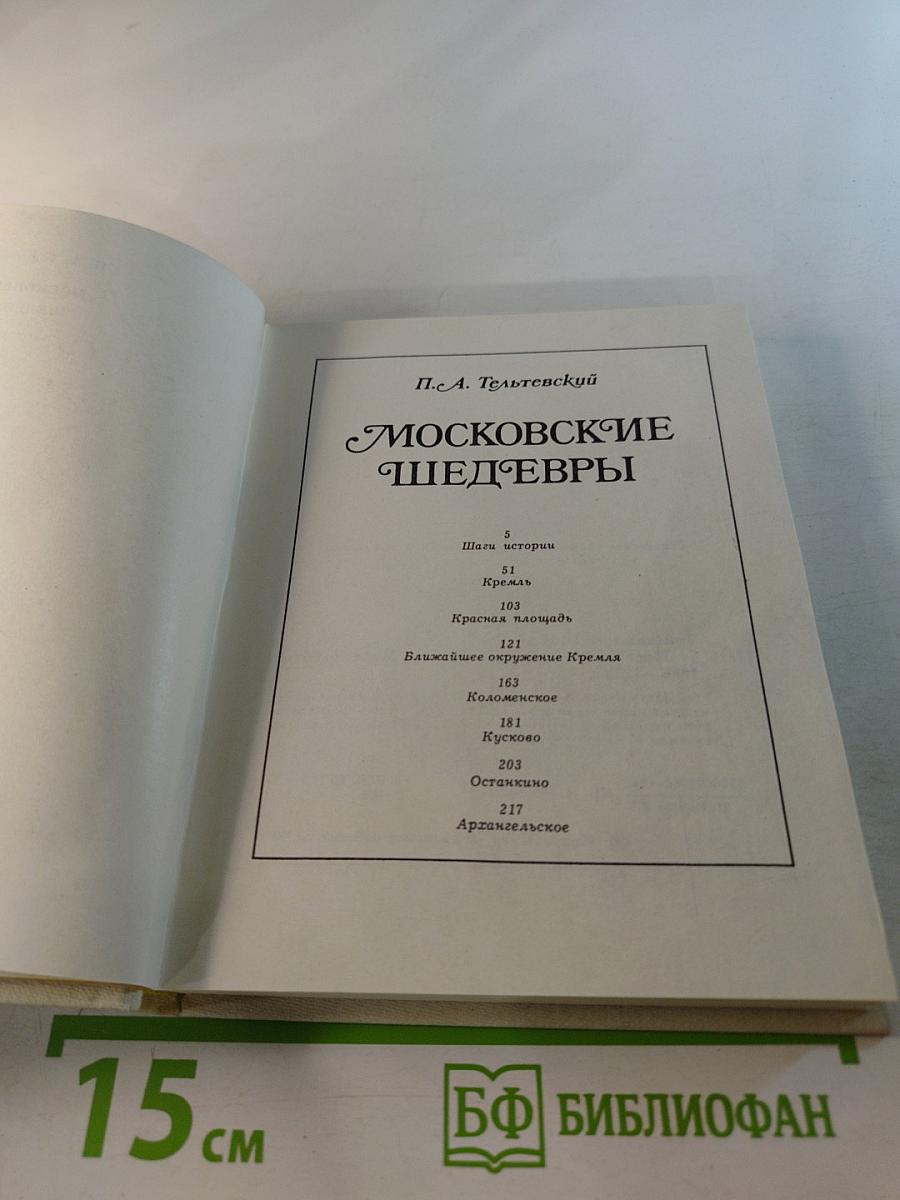 П.А. Тельтевский
МОСКОВСКИЕ
ШЕДЕВРЫ
5
Шаги истории
51
Кремль
103
Красная площадь
121
Ближайшее окружение Кремля
163
Коломенское
181
Кусково
203
Останкино
217
Архангельское
15 см
БФ БИБЛИОФАН